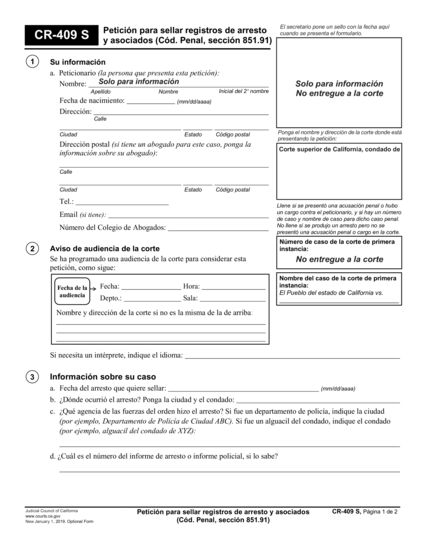 CR-409 S
Petición para sellar registros de arresto
y asociados (Cód. Penal, sección 851.91)
El secretario pone un sello con la fecha aquí
cuando se presenta el formulario.
Solo para información
No entregue a la corte
1 Su información
a. Peticionario (la persona que presenta esta petición):
Nombre: Solo para información
Apellido Nombre Inicial del 2° nombre
Fecha de nacimiento: (mm/dd/aaaa)
Dirección:
Calle
Ciudad Estado Código postal
Dirección postal (si tiene un abogado para este caso, ponga la
información sobre su abogado):
Calle
Ciudad Estado Código postal
Tel.:
Email (si tiene):
Número del Colegio de Abogados:
Ponga el nombre y dirección de la corte donde está
presentando la petición:
Corte superior de California, condado de
Llene si se presentó una acusación penal o hubo
un cargo contra el peticionario, y si hay un número
de caso y nombre de caso para dicho caso penal.
No llene si se produjo un arresto pero no se
presentó una acusación penal o cargo en la corte.
Número de caso de la corte de primera
instancia:
No entregue a la corte
Nombre del caso de la corte de primera
instancia:
El Pueblo del estado de California vs.
2 Aviso de audiencia de la corte
Se ha programado una audiencia de la corte para considerar esta
petición, como sigue:
Fecha de la
audiencia
Fecha: Hora:
Depto.: Sala:
Nombre y dirección de la corte si no es la misma de la de arriba
Si necesita un intérprete, indique el idioma:
3 Información sobre su caso
a. Fecha del arresto que quiere sellar: (mm/dd/aaaa)
b. ¿Dónde ocurrió el arresto? Ponga la ciudad y el condado:
c. ¿Qué agencia de las fuerzas del orden hizo el arresto? Si fue un departamento de policía, indique la ciudad
(por ejemplo, Departamento de Policía de Ciudad ABC). Si fue un alguacil del condado, indique el condado
(por ejemplo, alguacil del condado de XYZ):
d. ¿Cuál es el número del informe de arresto o informe policial, si lo sabe?
Judicial Council of California
www.courts.ca.gov
New January 1, 2019, Optional Form
Petición para sellar registros de arresto y asociados
(Cód. Penal, sección 851.91)
CR-409 S, Página 1 de 2